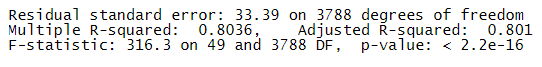 Residual standard error: 33.39 on 3788 degrees of freedom
Multiple R-squared:  0.8036,    Adjusted R-squared:  0.801
F-statistic: 316.3 on 49 and 3788 DF,  p-value: < 2.2e-16